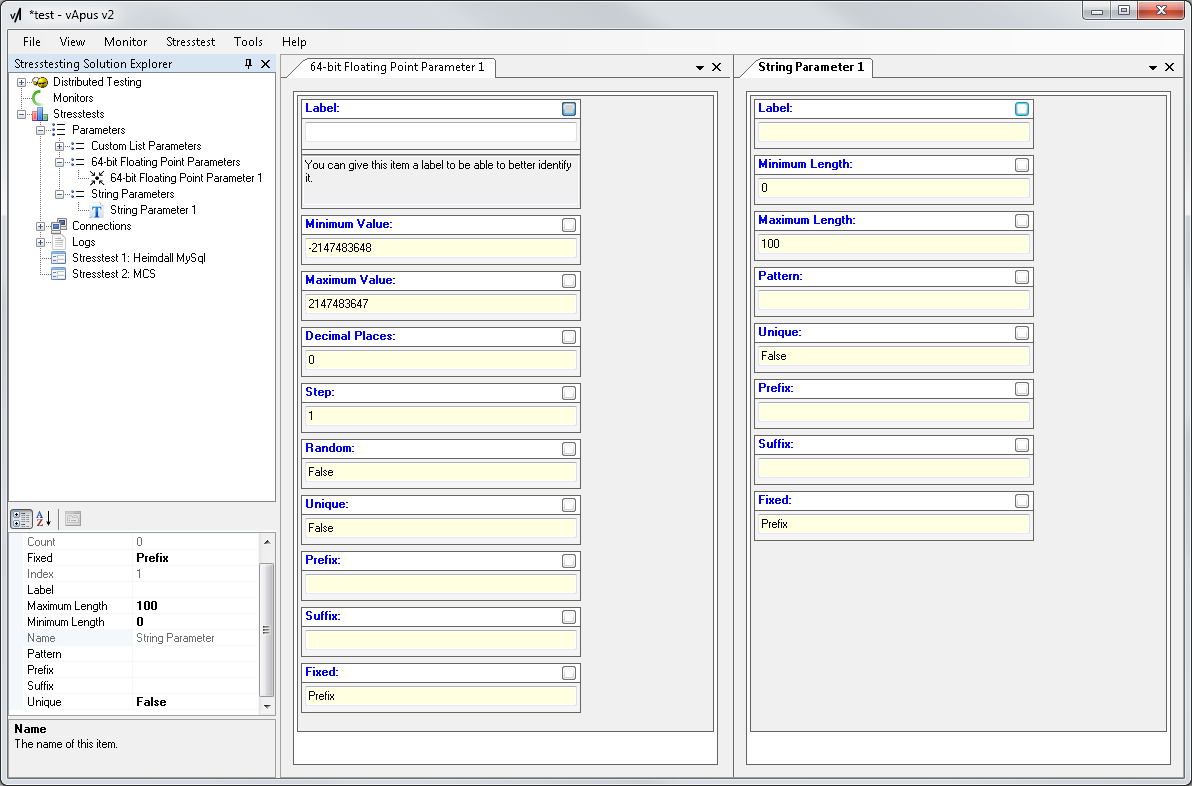 *test - vApus v2
File View Monitor Stresstest Tools Help
Stresstesting Solution Explorer
Distributed Testing
Monitors
Stresstests
Parameters
Custom List Parameters
64-bit Floating Point Parameters
64-bit Floating Point Parameter 1
String Parameters
String Parameter 1
Connections
Logs
Stresstest 1: Heimdall MySql
Stresstest 2: MCS
Count 0
Fixed Prefix
Index 1
Label
Maximum Length 100
Minimum Length 0
Name String Parameter
Pattern
Prefix
Suffix
Unique False
Name
The name of this item.
64-bit Floating Point Parameter 1
Label:
You can give this item a label to be able to better identify
it.
Minimum Value:
-2147483648
Maximum Value:
2147483647
Decimal Places:
0
Step:
1
Random:
False
Unique:
False
Prefix:
Suffix:
Fixed:
Prefix
String Parameter 1
Label:
Minimum Length:
0
Maximum Length:
100
Pattern:
Unique:
False
Prefix:
Suffix:
Fixed:
Prefix